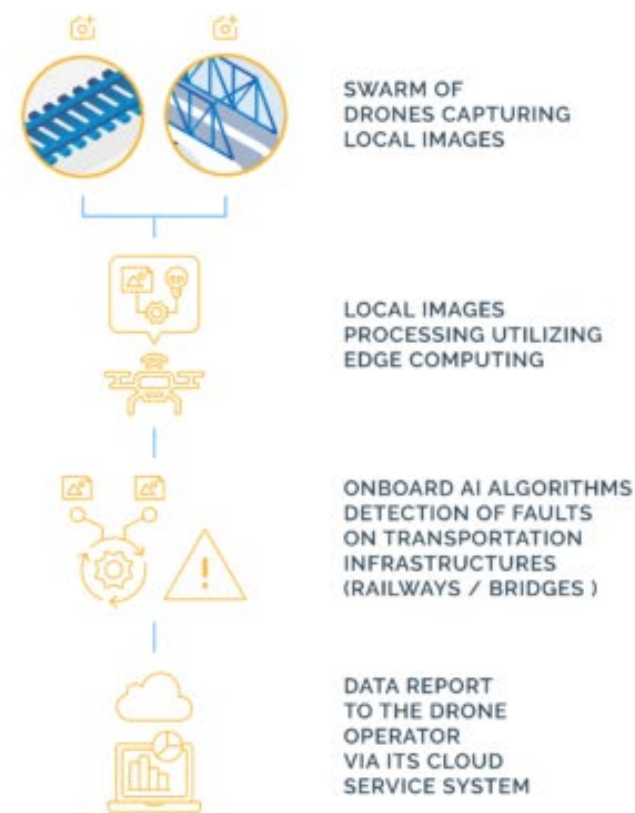 SWARM OF
DRONES CAPTURING
LOCAL IMAGES
LOCAL IMAGES
PROCESSING UTILIZING
EDGE COMPUTING
ONBOARD AI ALGORITHMS
DETECTION OF FAULTS
ON TRANSPORTATION
INFRASTRUCTURES
(RAILWAYS / BRIDGES )
DATA REPORT
TO THE DRONE
OPERATOR
VIA ITS CLOUD
SERVICE SYSTEM